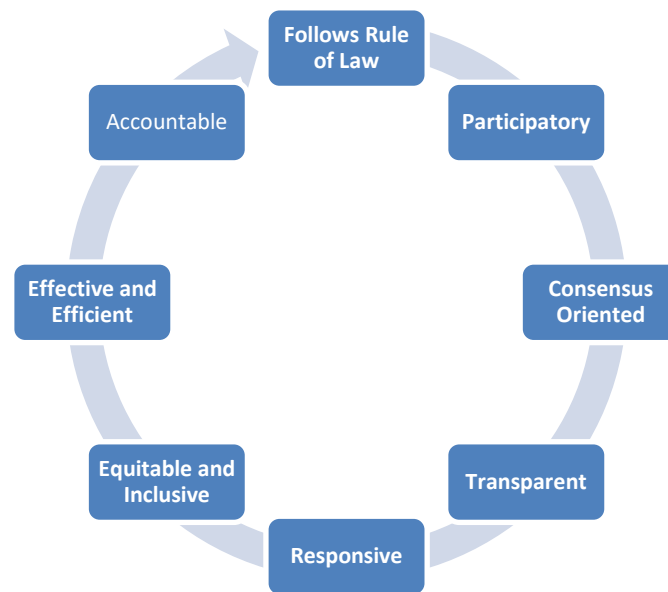 Follows Rule
of Law
Participatory
Consensus
Oriented
Transparent
Responsive
Equitable and
Inclusive
Effective and
Efficient
Accountable